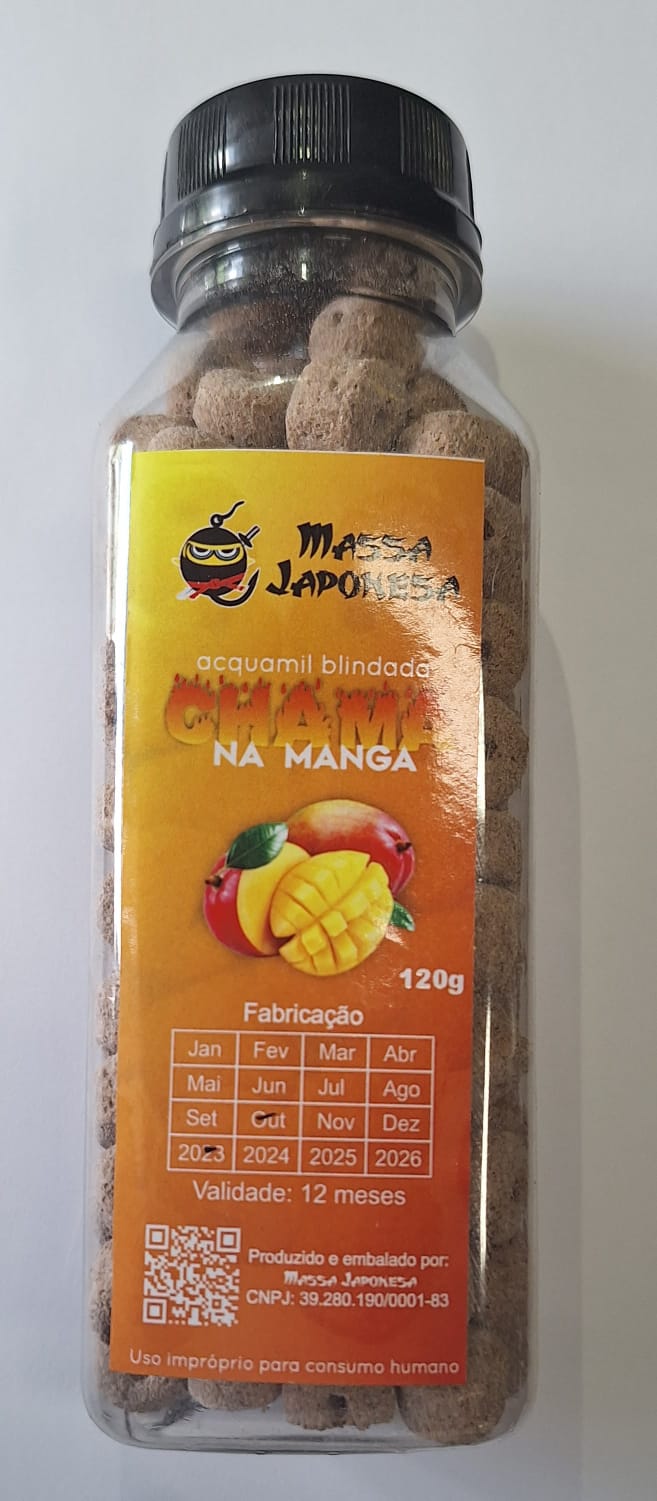 MASSA
JAPONESA
acquamil blindada
CHAMA
NA MANGA
120g
Fabricação
Jan Fev Mar Abr
Mai Jun Jul Ago
Set Out Nov Dez
2023 2024 2025 2026
Validade: 12 meses
Produzido e embalado por:
MASSA JAPONESA
CNPJ: 39.280.190/0001-83
Uso impróprio para consumo humano